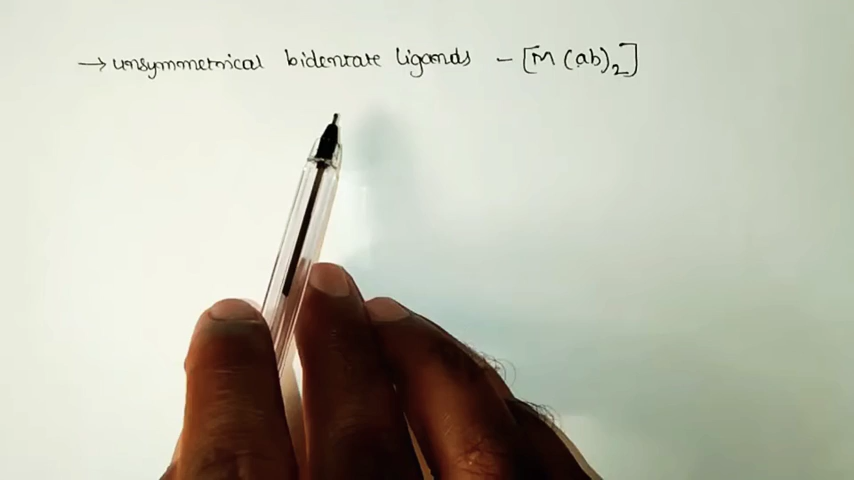 → unsymmetrical bidentate ligands - [M(ab)₂]